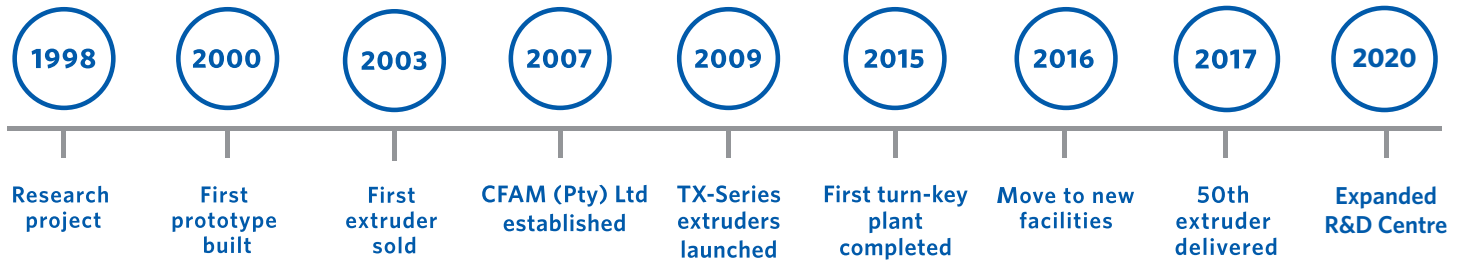 1998
2000
2003
2007
2009
2015
2016
2017
2020
Research
project
First
prototype
built
First
extruder
sold
CFAM (Pty) Ltd
established
TX-Series
extruders
launched
First turn-key
plant
completed
Move to new
facilities
50th
extruder
delivered
Expanded
R&D Centre